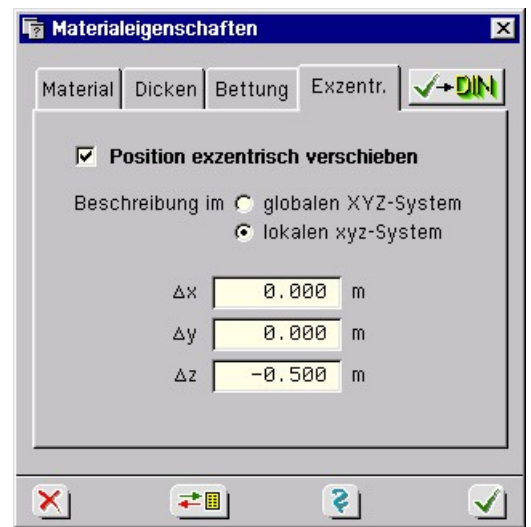 Materialeigenschaften
Material Dicken Bettung Exzentr. DIN
Position exzentrisch verschieben
Beschreibung im globalen XYZ-System
lokalen xyz-System
Δx 0.000 m
Δy 0.000 m
Δz -0.500 m